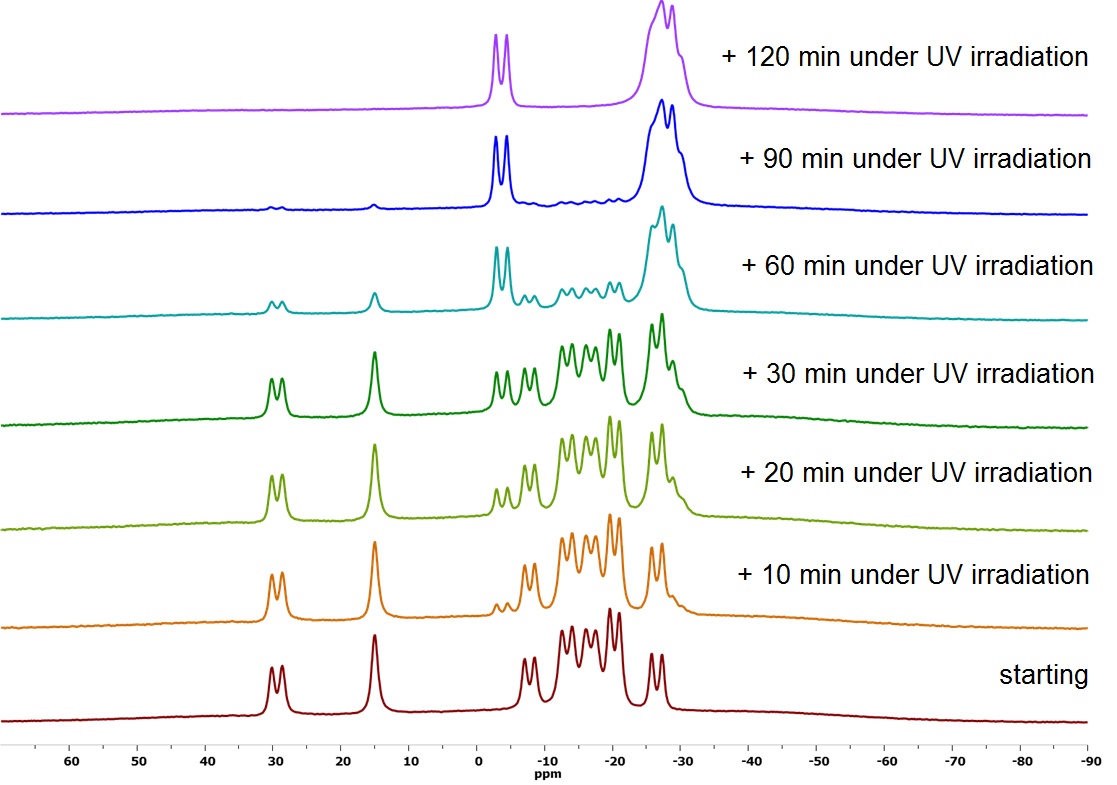 + 120 min under UV irradiation
+ 90 min under UV irradiation
+ 60 min under UV irradiation
+ 30 min under UV irradiation
+ 20 min under UV irradiation
+ 10 min under UV irradiation
starting
60 50 40 30 20 10 0 -10 -20 -30 -40 -50 -60 -70 -80 -90
ppm